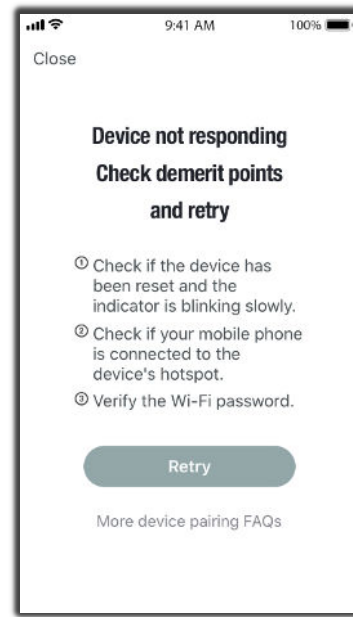 9:41 AM 100%
Close
Device not responding
Check demerit points
and retry
① Check if the device has
been reset and the
indicator is blinking slowly.
② Check if your mobile phone
is connected to the
device's hotspot.
③ Verify the Wi-Fi password.
Retry
More device pairing FAQs